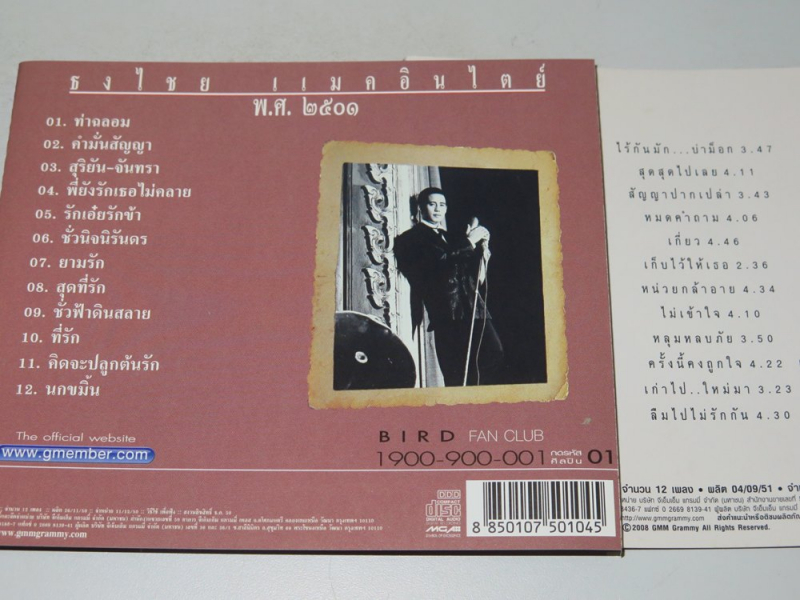 ธงไชย แมคอินไตย์
พ.ศ. ๒๕๐๑
01. ท่าฉลอม
02. คำมั่นสัญญา
03. สุริยัน-จันทรา
04. พี่ยังรักเธอไม่คลาย
05. รักเอ๋ยรักข้า
06. ชั่วนิจนิรันดร
07. ยามรัก
08. สุดที่รัก
09. ชั่วฟ้าดินสลาย
10. ที่รัก
11. คิดจะปลูกต้นรัก
12. นกขมิ้น
The official website
www.gmember.com
BIRD FAN CLUB
1900-900-001 กดรหัสศิลปิน 01
COMPACT disc DIGITAL AUDIO
8 850107 501045
www.gmmgrammy.com
ไร้กันมัก...บ่าม็อก 3.47
สุดสุดไปเลย 4.11
สัญญาปากเปล่า 3.43
หมดคำถาม 4.06
เกี่ยว 4.46
เก็บไว้ให้เธอ 2.36
หน่วยกล้าอาย 4.34
ไม่เข้าใจ 4.10
หลุมหลบภัย 3.50
ครั้งนี้คงถูกใจ 4.22
เก่าไป..ใหม่มา 3.23
ลืมไปไม่รักกัน 4.30
จำนวน 12 เพลง • ผลิต 04/09/51
http://www.gmmgrammy.com
©2008 GMM Grammy All Rights Reserved.